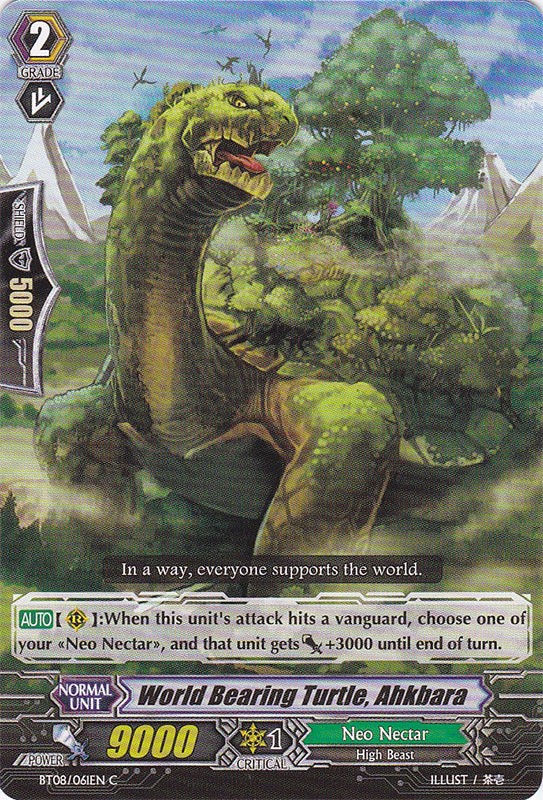 2
GRADE
SHIELD
5000
In a way, everyone supports the world.
AUTO【 R 】:When this unit's attack hits a vanguard, choose one of
your «Neo Nectar», and that unit gets +3000 until end of turn.
NORMAL
UNIT
World Bearing Turtle, Ahkbara
POWER
9000
1
CRITICAL
Neo Nectar
High Beast
BT08/061EN C
ILLUST / 茶壱